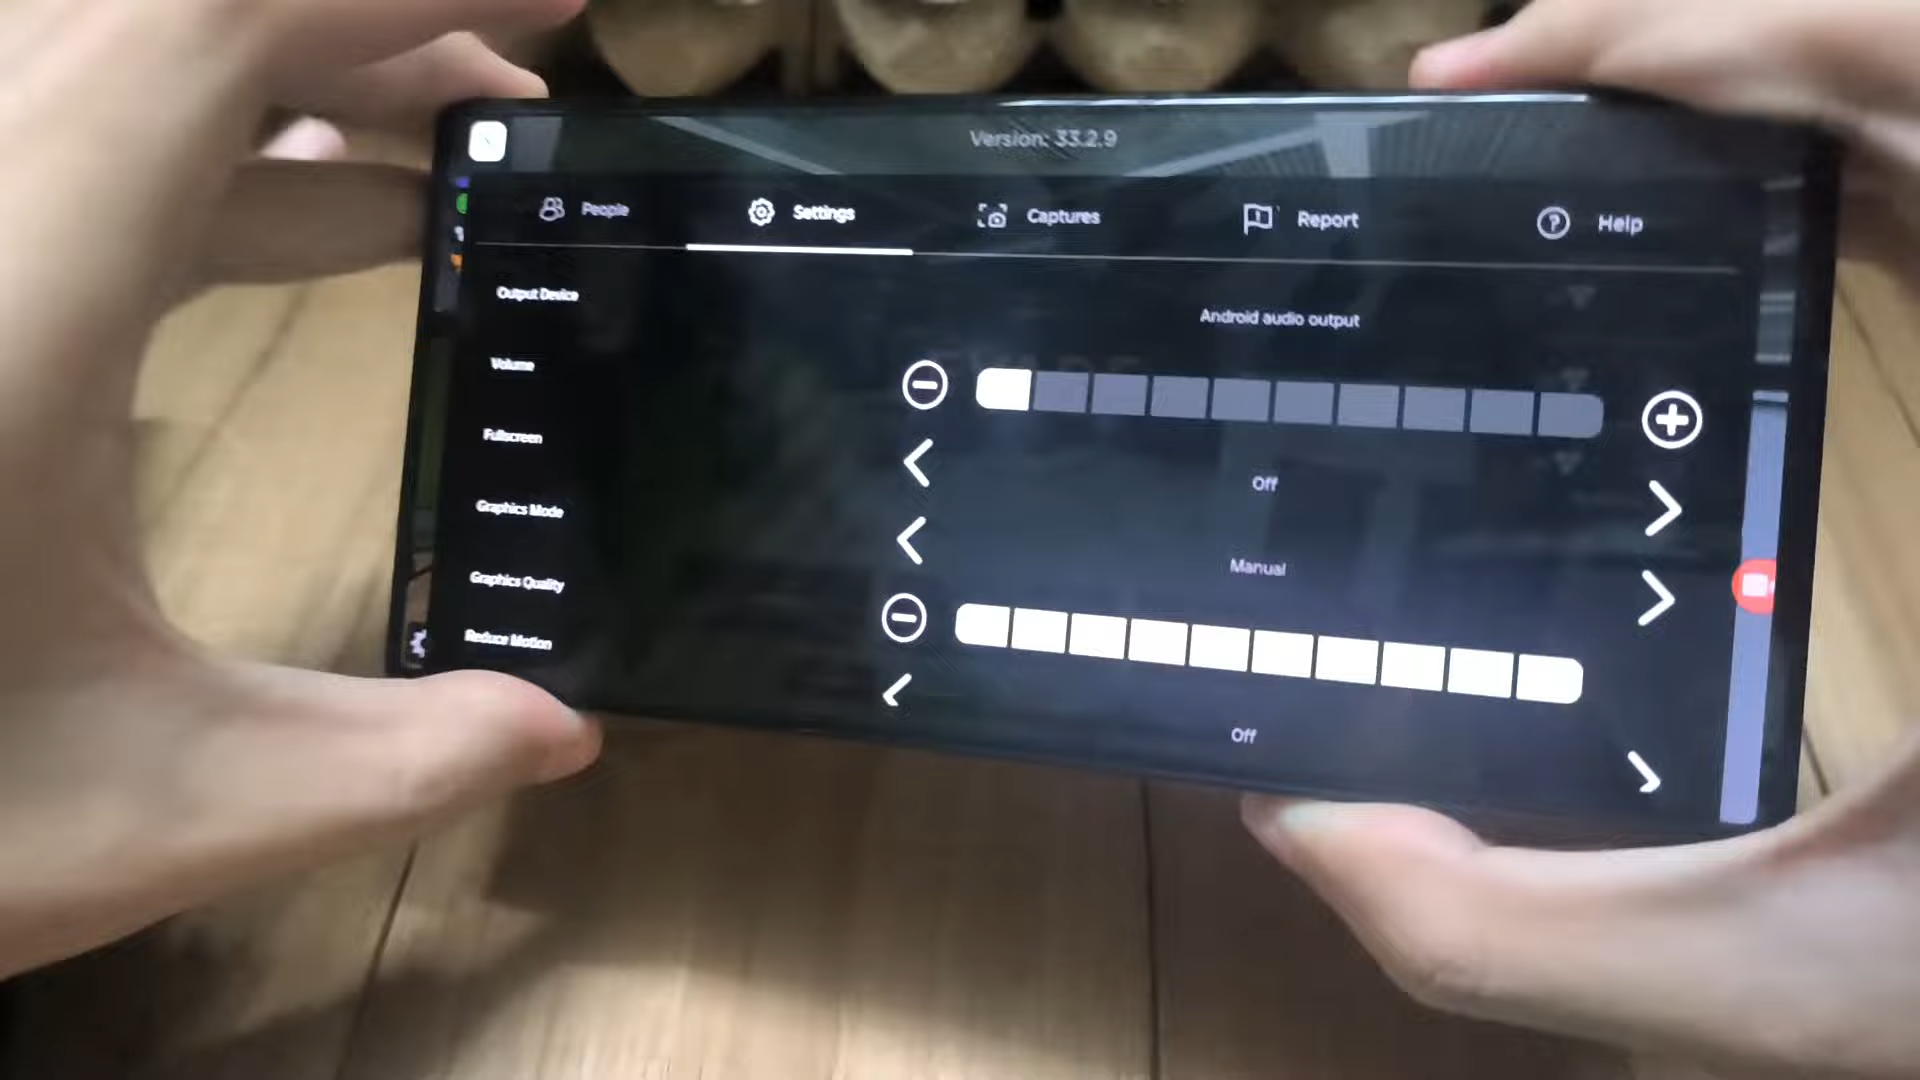 Version: 33.2.9
People Settings Captures Report Help
Output Device Android audio output
Volume
Fullscreen Off
Graphics Mode Manual
Graphics Quality
Reduce Motion Off